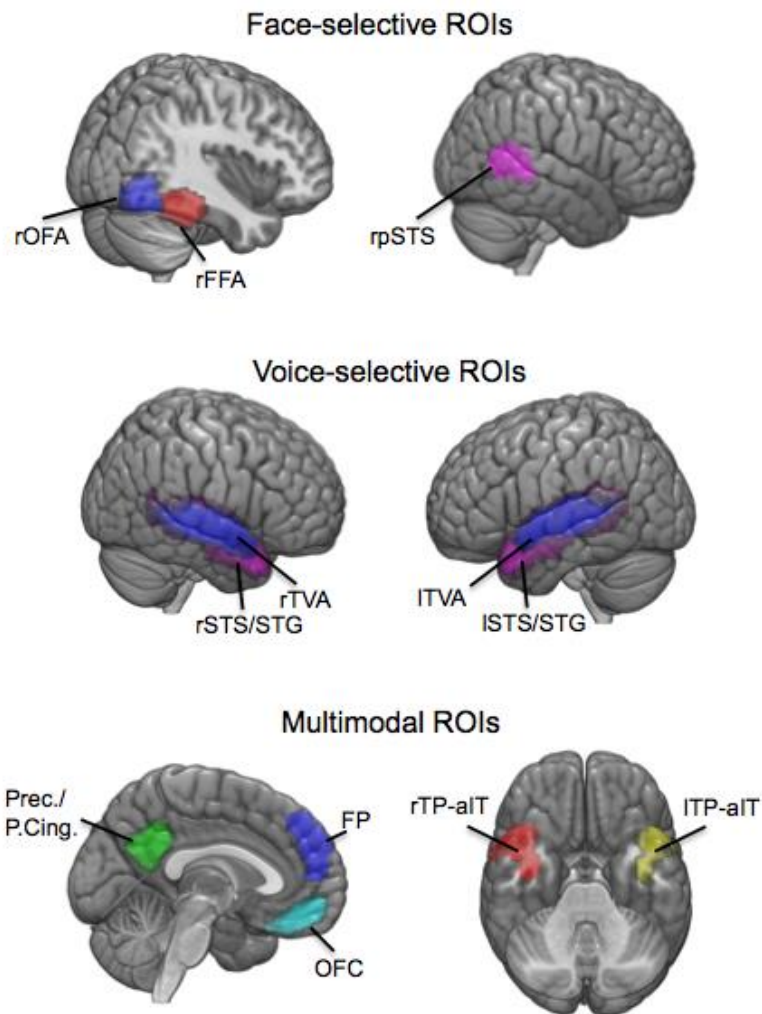 Face-selective ROIs
rOFA
rFFA
rpSTS
Voice-selective ROIs
rTVA
rSTS/STG
lTVA
lSTS/STG
Multimodal ROIs
Prec./
P.Cing.
FP
OFC
rTP-aIT
lTP-aIT